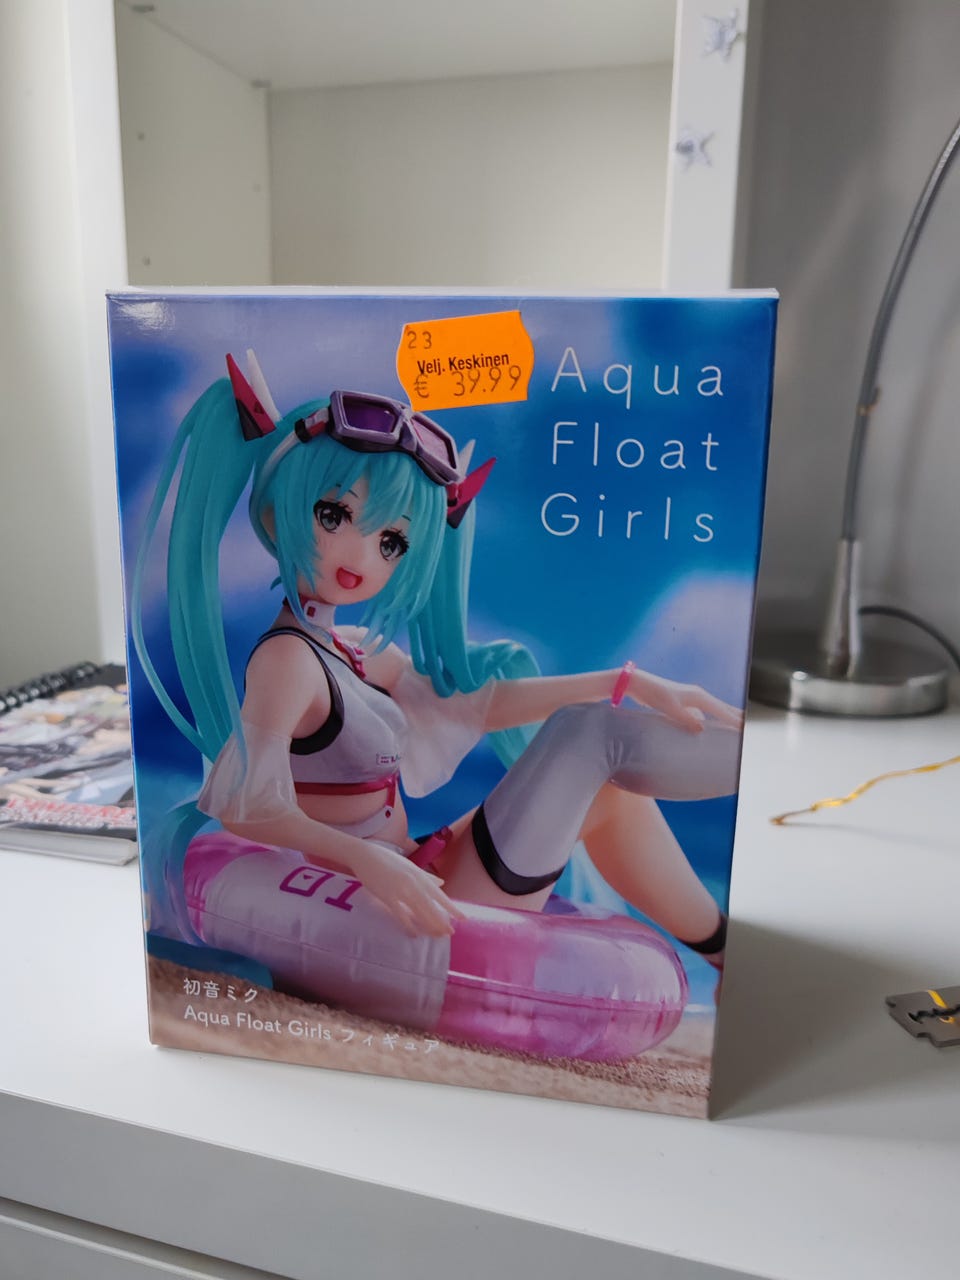 23
Velj. Keskinen
€ 39.99
Aqua
Float
Girls
01
初音ミク
Aqua Float Girls フィギュア